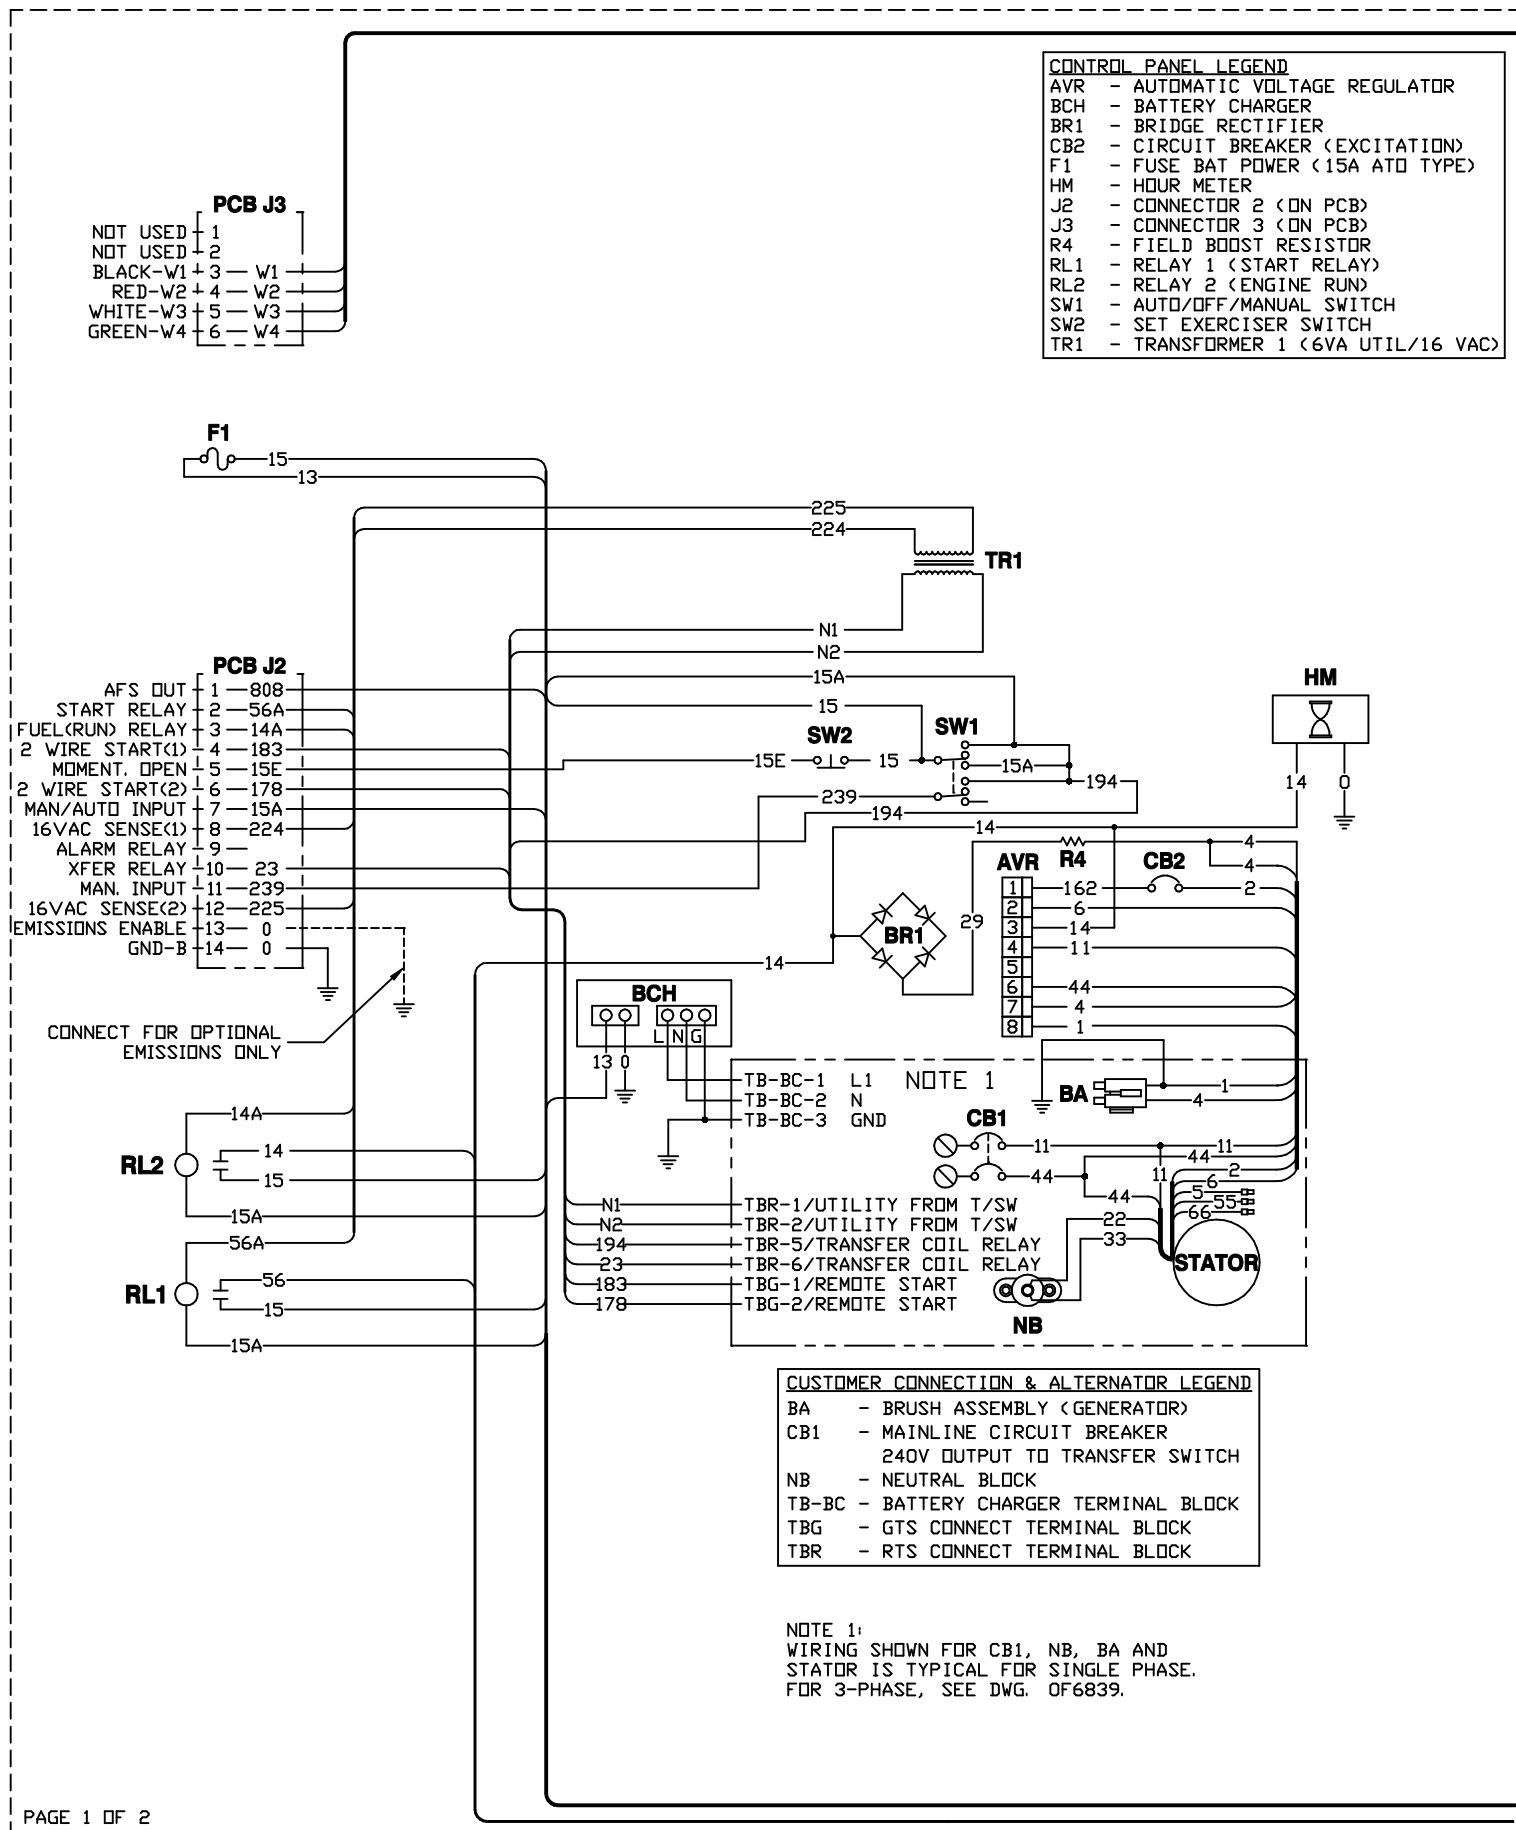 CONTROL PANEL LEGEND
AVR - AUTOMATIC VOLTAGE REGULATOR
BCH - BATTERY CHARGER
BR1 - BRIDGE RECTIFIER
CB2 - CIRCUIT BREAKER (EXCITATION)
F1 - FUSE BAT POWER (15A ATO TYPE)
HM - HOUR METER
J2 - CONNECTOR 2 (ON PCB)
J3 - CONNECTOR 3 (ON PCB)
R4 - FIELD BOOST RESISTOR
RL1 - RELAY 1 (START RELAY)
RL2 - RELAY 2 (ENGINE RUN)
SW1 - AUTO/OFF/MANUAL SWITCH
SW2 - SET EXERCISER SWITCH
TR1 - TRANSFORMER 1 (6VA UTIL/16 VAC)
PCB J3
NOT USED 1
NOT USED 2
BLACK-W1 3 W1
RED-W2 4 W2
WHITE-W3 5 W3
GREEN-W4 6 W4
F1
15
13
225
224
TR1
N1
N2
15A
15
PCB J2
AFS OUT 1 808
START RELAY 2 56A
FUEL(RUN) RELAY 3 14A
2 WIRE START(1) 4 183
MOMENT. OPEN 5 15E
2 WIRE START(2) 6 178
MAN/AUTO INPUT 7 15A
16VAC SENSE(1) 8 224
ALARM RELAY 9
XFER RELAY 10 23
MAN. INPUT 11 239
16VAC SENSE(2) 12 225
EMISSIONS ENABLE 13 0
GND-B 14 0
CONNECT FOR OPTIONAL
EMISSIONS ONLY
SW2
SW1
15E 15
15A
194
239
194
14
HM
14 0
R4
4
4
AVR
CB2
1 162 2
2 6
3 14
4 11
5
6 44
7 4
8 1
BR1
29
14
BCH
L N G
13 0
TB-BC-1 L1
TB-BC-2 N
TB-BC-3 GND
NOTE 1
BA
1
4
CB1
11 11
44
44
11
2
6
5
55
66
44
22
33
STATOR
NB
14A
RL2
14
15
15A
56A
RL1
56
15
15A
N1 TBR-1/UTILITY FROM T/SW
N2 TBR-2/UTILITY FROM T/SW
194 TBR-5/TRANSFER COIL RELAY
23 TBR-6/TRANSFER COIL RELAY
183 TBG-1/REMOTE START
178 TBG-2/REMOTE START
CUSTOMER CONNECTION & ALTERNATOR LEGEND
BA - BRUSH ASSEMBLY (GENERATOR)
CB1 - MAINLINE CIRCUIT BREAKER
240V OUTPUT TO TRANSFER SWITCH
NB - NEUTRAL BLOCK
TB-BC - BATTERY CHARGER TERMINAL BLOCK
TBG - GTS CONNECT TERMINAL BLOCK
TBR - RTS CONNECT TERMINAL BLOCK
NOTE 1:
WIRING SHOWN FOR CB1, NB, BA AND
STATOR IS TYPICAL FOR SINGLE PHASE.
FOR 3-PHASE, SEE DWG. 0F6839.
PAGE 1 OF 2